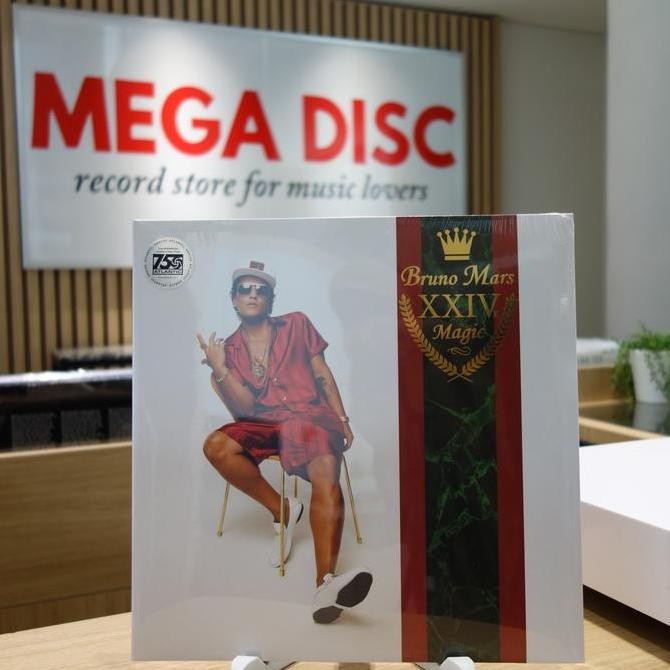 MEGA DISC
record store for music lovers
75
ATLANTIC
Bruno Mars
XXIV
Magic